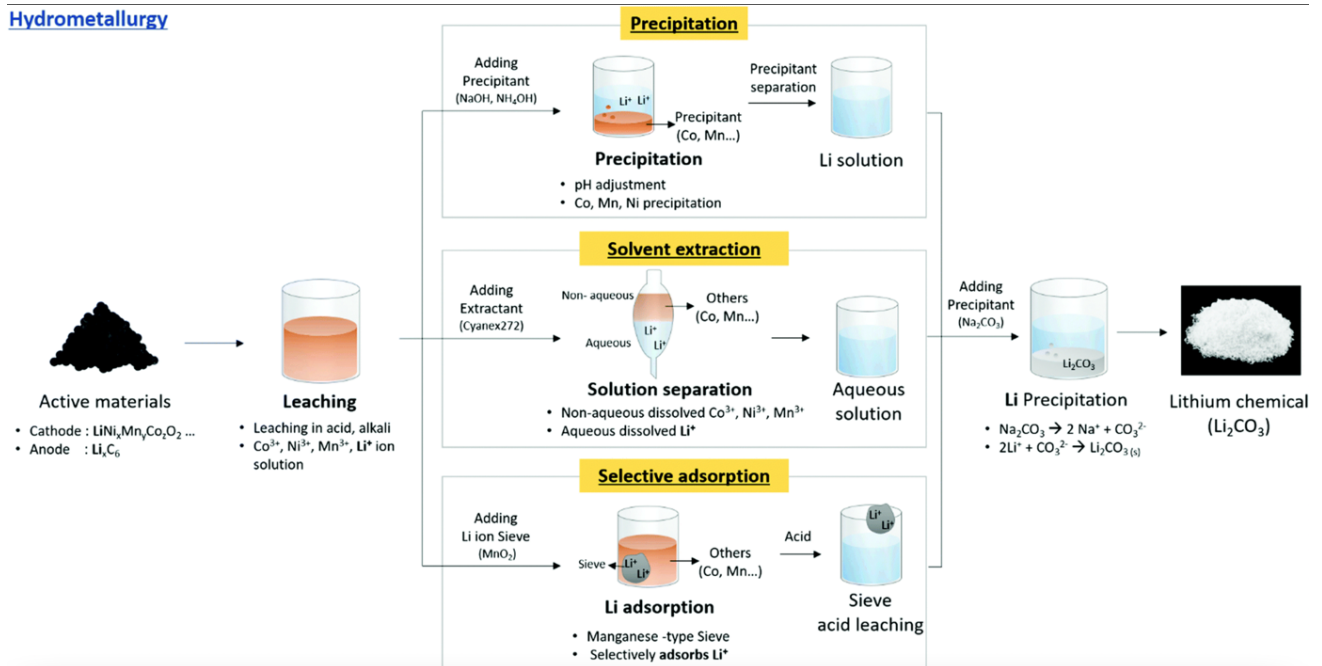 Hydrometallurgy
Precipitation
Adding
Precipitant
(NaOH, NH₄OH)
Li⁺ Li⁺
Precipitant
(Co, Mn...)
Precipitant
separation
Precipitation
Li solution
• pH adjustment
• Co, Mn, Ni precipitation
Solvent extraction
Adding
Extractant
(Cyanex272)
Non- aqueous
Others
(Co, Mn...)
Li⁺
Aqueous
Li⁺
Solution separation
Aqueous
solution
• Non-aqueous dissolved Co³⁺, Ni³⁺, Mn³⁺
• Aqueous dissolved Li⁺
Active materials
• Cathode : LiNiₓMnᵧCo₂O₂ ...
• Anode : LiₓC₆
Leaching
• Leaching in acid, alkali
• Co³⁺, Ni³⁺, Mn³⁺, Li⁺ ion
solution
Selective adsorption
Adding
Li ion Sieve
(MnO₂)
Sieve
Li⁺
Li⁺
Others
(Co, Mn...)
Acid
Li⁺
Li⁺
Li adsorption
Sieve
acid leaching
• Manganese -type Sieve
• Selectively adsorbs Li⁺
Adding
Precipitant
(Na₂CO₃)
Li₂CO₃
Li Precipitation
• Na₂CO₃ → 2 Na⁺ + CO₃²⁻
• 2Li⁺ + CO₃²⁻ → Li₂CO₃ (s)
Lithium chemical
(Li₂CO₃)